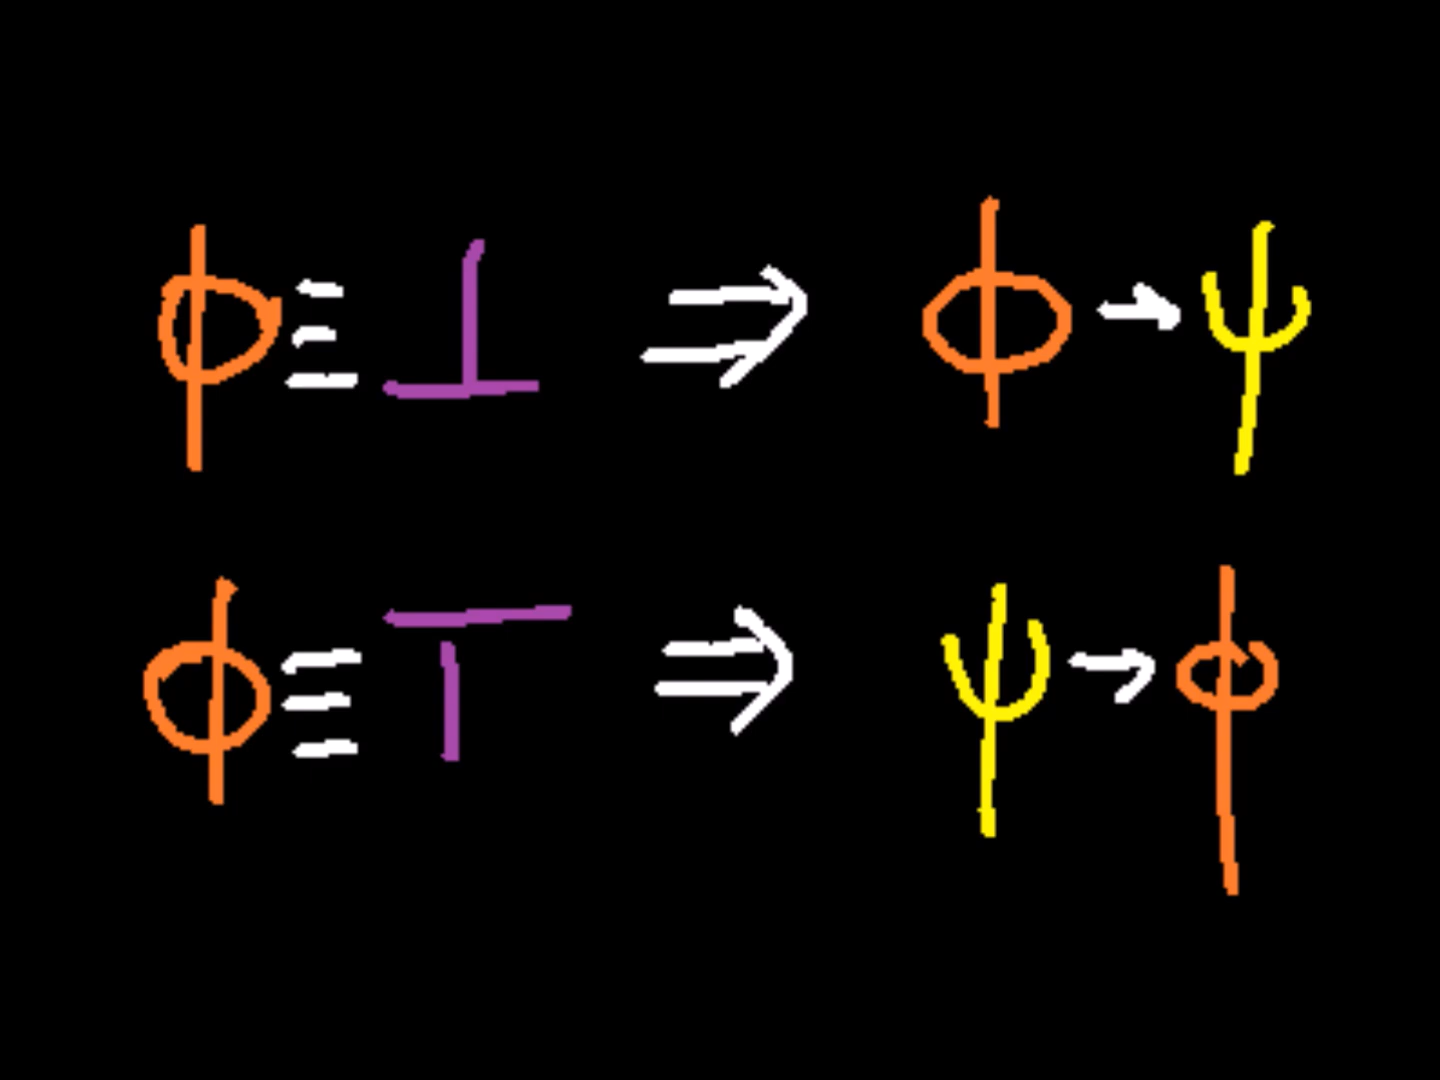 ϕ ≡ ⊥ ⇒ ϕ → ψ
ϕ ≡ ⊤ ⇒ ψ → ϕ